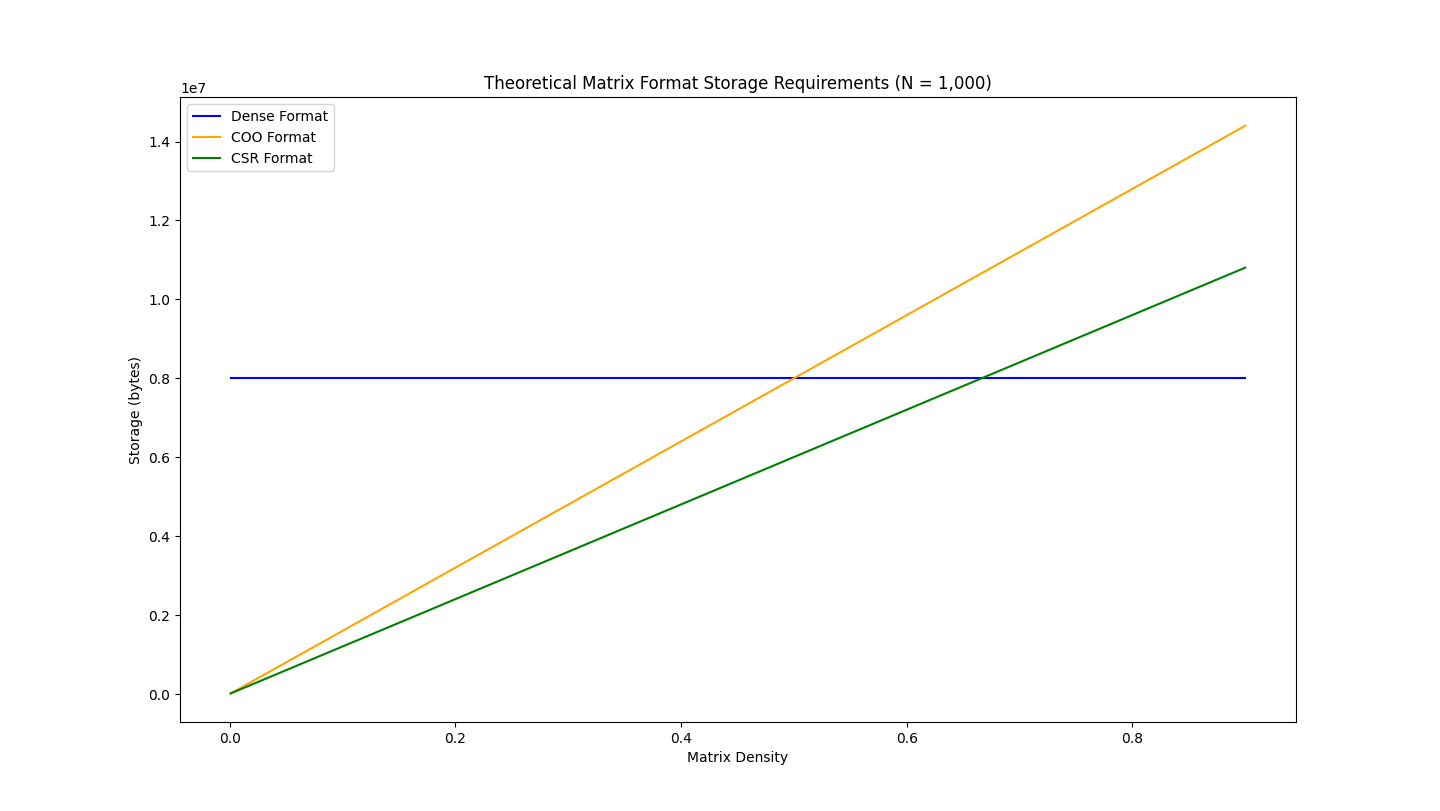 Theoretical Matrix Format Storage Requirements (N = 1,000)
1e7
Dense Format
COO Format
CSR Format
1.4
1.2
1.0
0.8
0.6
0.4
0.2
0.0
Storage (bytes)
0.0 0.2 0.4 0.6 0.8
Matrix Density